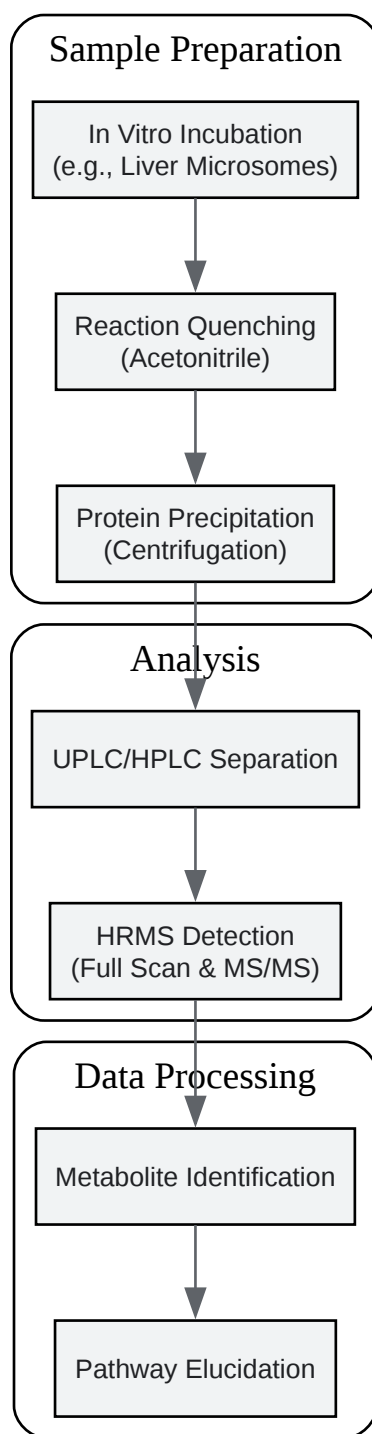 Sample Preparation
In Vitro Incubation
(e.g., Liver Microsomes)
Reaction Quenching
(Acetonitrile)
Protein Precipitation
(Centrifugation)
Analysis
UPLC/HPLC Separation
HRMS Detection
(Full Scan & MS/MS)
Data Processing
Metabolite Identification
Pathway Elucidation